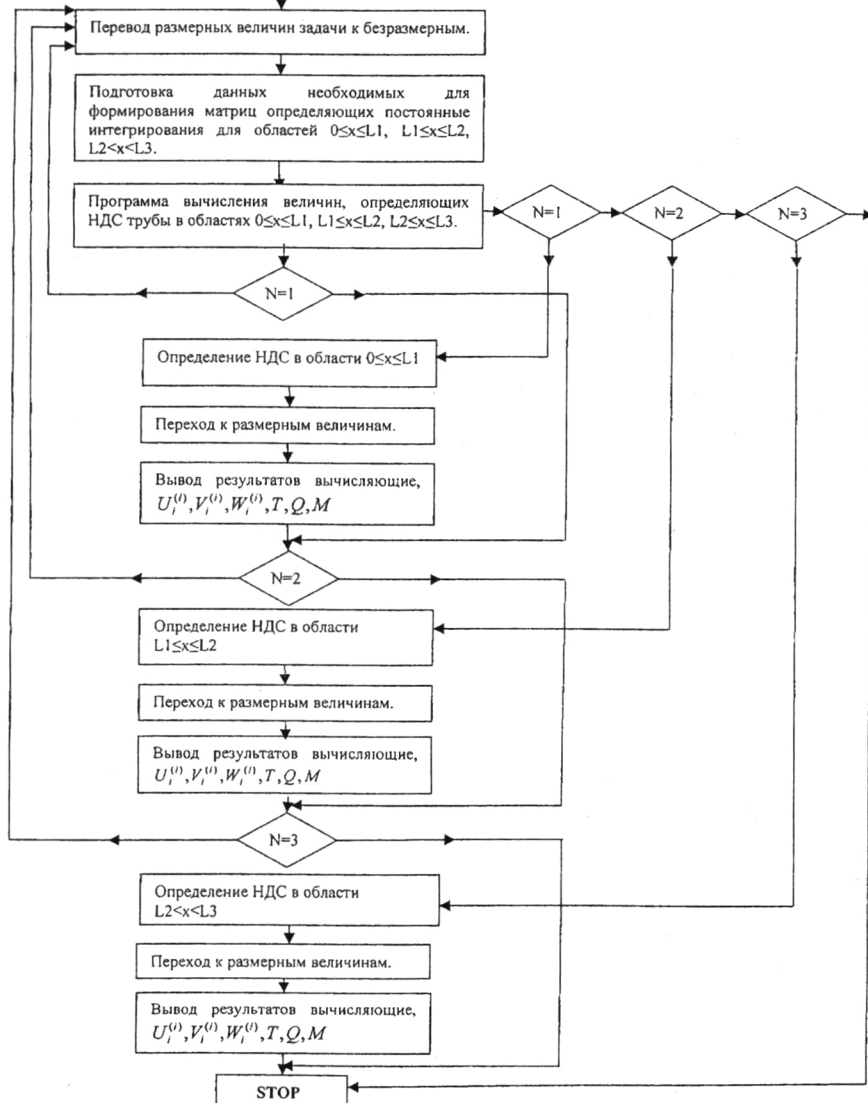 Перевод размерных величин задачи к безразмерным.
Подготовка данных необходимых для
формирования матриц определяющих постоянные
интегрирования для областей 0≤x≤L1, L1≤x≤L2,
L2<x<L3.
Программа вычисления величин, определяющих
НДС трубы в областях 0≤x≤L1, L1≤x≤L2, L2≤x≤L3.
N=1
N=2
N=3
N=1
Определение НДС в области 0≤x≤L1
Переход к размерным величинам.
Вывод результатов вычисляющие,
U_i^(i), V_i^(i), W_i^(i), T, Q, M
N=2
Определение НДС в области
L1≤x≤L2
Переход к размерным величинам.
Вывод результатов вычисляющие,
U_i^(i), V_i^(i), W_i^(i), T, Q, M
N=3
Определение НДС в области
L2<x<L3
Переход к размерным величинам.
Вывод результатов вычисляющие,
U_i^(i), V_i^(i), W_i^(i), T, Q, M
STOP